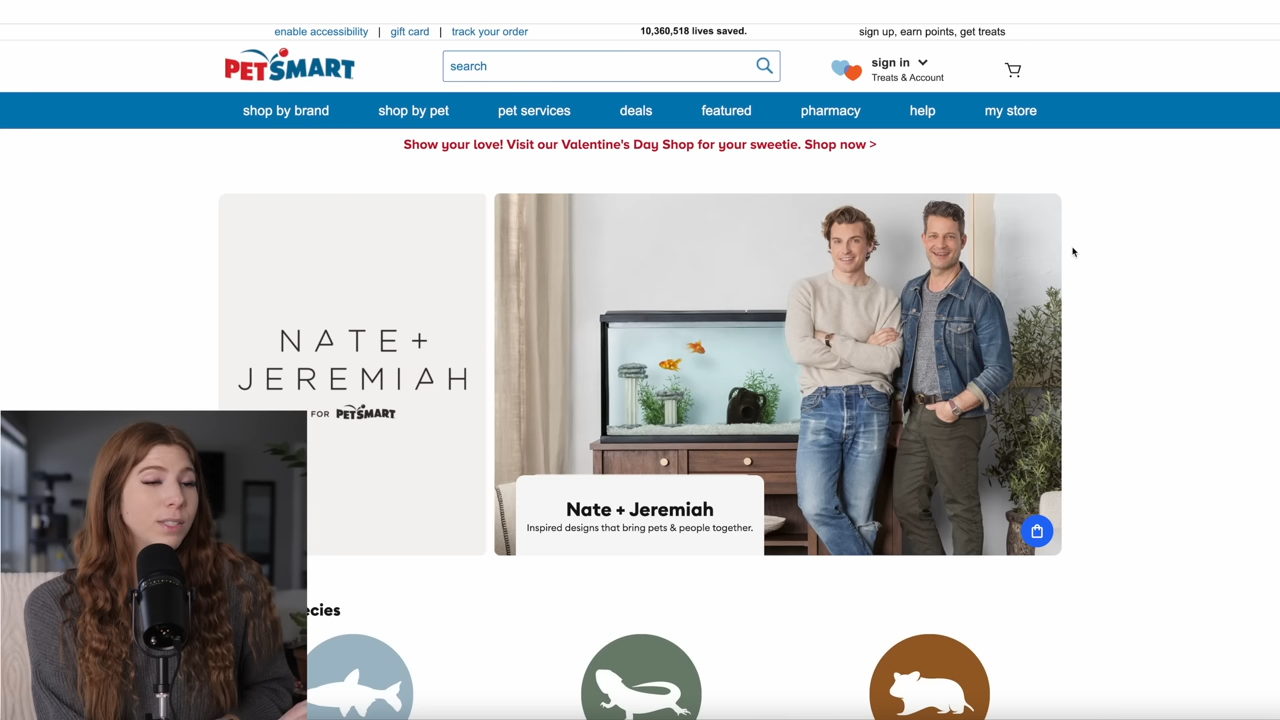 enable accessibility | gift card | track your order
10,360,518 lives saved.
sign up, earn points, get treats
PETSMART
search
sign in
Treats & Account
shop by brand
shop by pet
pet services
deals
featured
pharmacy
help
my store
Show your love! Visit our Valentine's Day Shop for your sweetie. Shop now >
NATE +
JEREMIAH
FOR PETSMART
Nate + Jeremiah
Inspired designs that bring pets & people together.
ecies